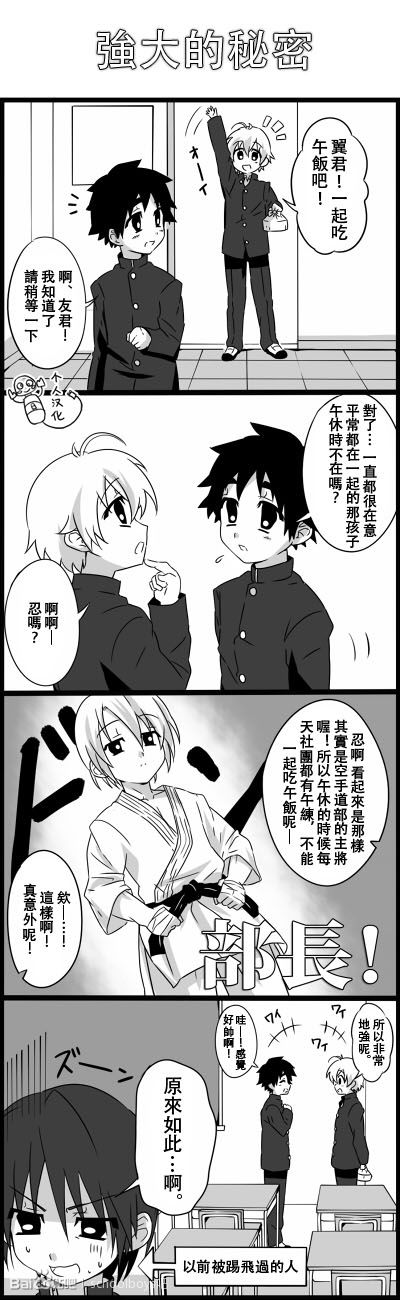 強大的秘密
翼君！一起吃
午飯吧！
オーイ
啊、友君！
我知道了
請稍等一下
个人汉化
對了…一直都很在意
平常都在一起的那孩子
午休時不在嗎？
啊啊—
忍嗎？
忍啊 看起來是那樣
其實是空手道部的主將
喔！所以午休的時候每
天社團都有午練，不能
一起吃午飯呢—
ドドン
欸——！
這樣啊！
真意外呢！
部長！
所以非常
地強呢。
哇—！感覺
好帥啊！
ズーン
原來如此…啊。
以前被踢飛過的人